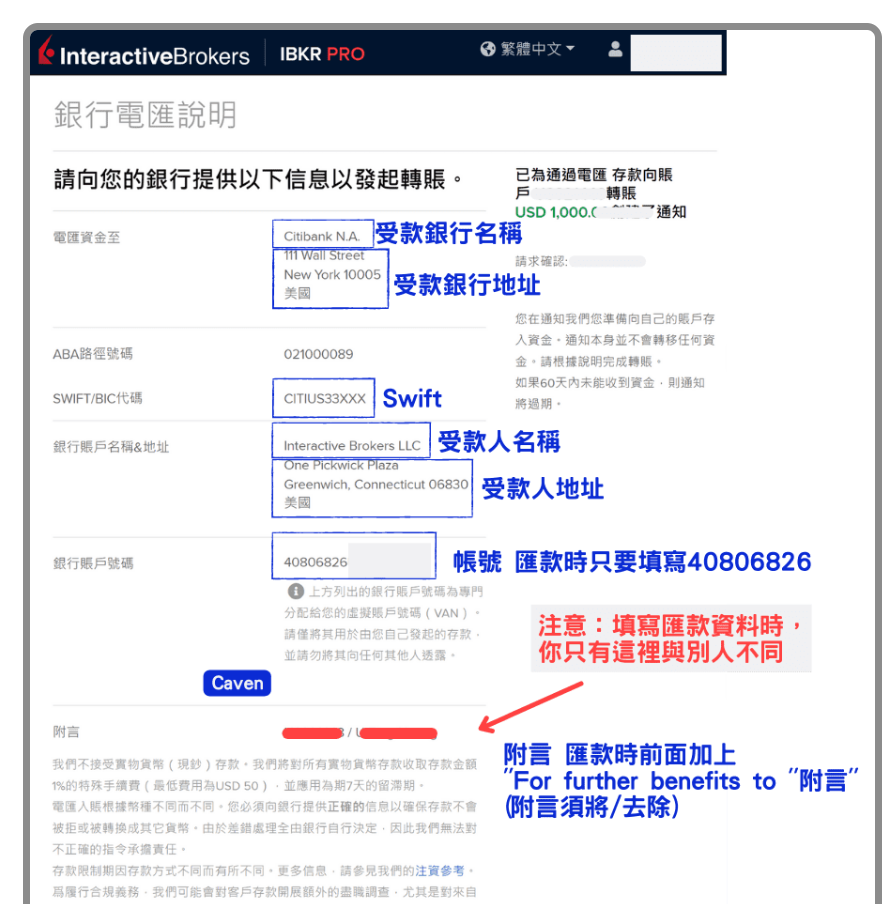 InteractiveBrokers IBKR PRO 繁體中文
銀行電匯說明
請向您的銀行提供以下信息以發起轉賬。
已為通過電匯 存款向賬
戶 轉賬
USD 1,000.0 通知
請求確認:
您在通知我們您準備向自己的賬戶存
入資金。通知本身並不會轉移任何資
金。請根據說明完成轉賬。
如果60天內未能收到資金，則通知
將過期。
電匯資金至 Citibank N.A. 受款銀行名稱
111 Wall Street
New York 10005
美國
受款銀行地址
ABA路徑號碼 021000089
SWIFT/BIC代碼 CITIUS33XXX Swift
銀行賬戶名稱&地址 Interactive Brokers LLC 受款人名稱
One Pickwick Plaza
Greenwich, Connecticut 06830
美國
受款人地址
銀行賬戶號碼 40806826 帳號 匯款時只要填寫40806826
上方列出的銀行賬戶號碼為專門
分配給您的虛擬賬戶號碼（VAN）。
請僅將其用於由您自己發起的存款，
並請勿將其向任何其他人透露。
注意：填寫匯款資料時，
你只有這裡與別人不同
Caven
附言 /
附言 匯款時前面加上
"For further benefits to "附言"
(附言須將/去除)
我們不接受實物貨幣（現鈔）存款。我們將對所有實物貨幣存款收取存款金額
1%的特殊手續費（最低費用為USD 50），並應用為期7天的留滯期。
電匯入賬根據幣種不同而不同。您必須向銀行提供正確的信息以確保存款不會
被拒或被轉換成其它貨幣。由於差錯處理全由銀行自行決定，因此我們無法對
不正確的指令承擔責任。
存款限制期因存款方式不同而有所不同。更多信息，請參見我們的注資參考。
爲履行合規義務，我們可能會對客戶存款開展額外的盡職調查，尤其是對來自